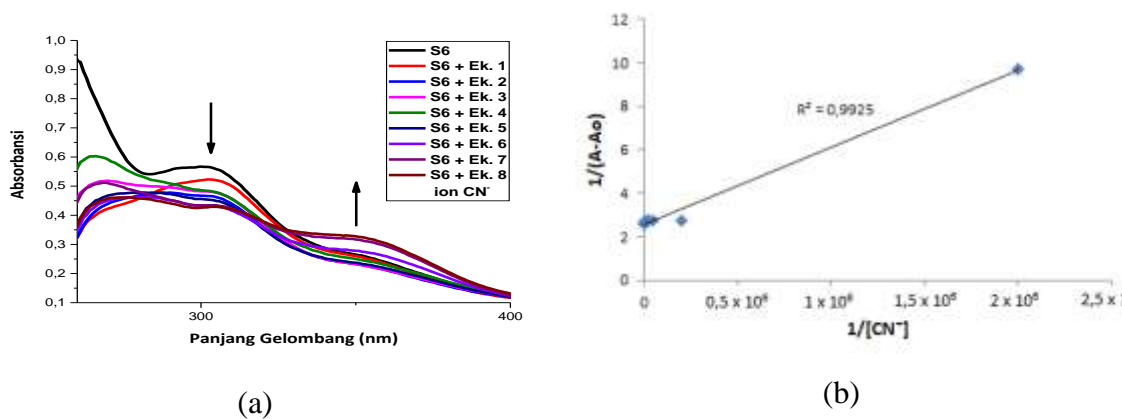 1,0
0,9
0,8
0,7
0,6
0,5
0,4
0,3
0,2
0,1
Absorbansi
300
400
Panjang Gelombang (nm)
S6
S6 + Ek. 1
S6 + Ek. 2
S6 + Ek. 3
S6 + Ek. 4
S6 + Ek. 5
S6 + Ek. 6
S6 + Ek. 7
S6 + Ek. 8
ion CN⁻
(a)
12
10
8
6
4
2
0
1/(A-Ao)
R² = 0,9925
0
0,5 x 10⁶
1 x 10⁶
1,5 x 10⁶
2 x 10⁶
2,5 x
1/[CN⁻]
(b)